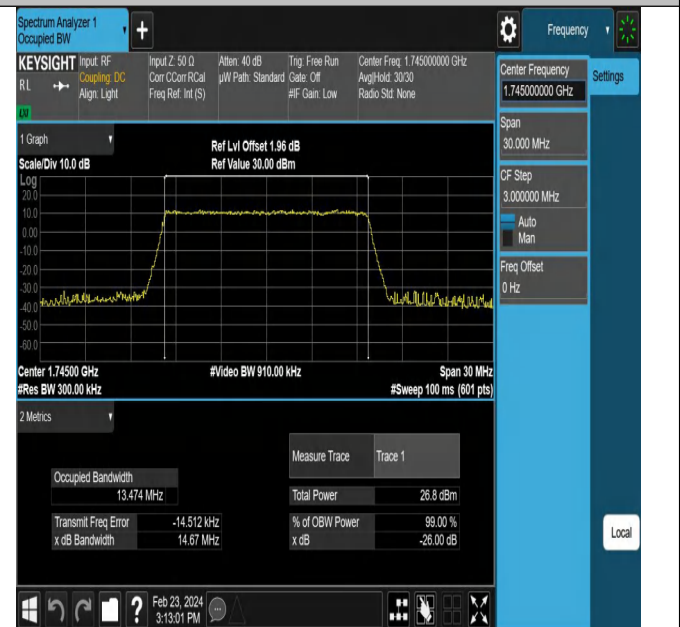 Spectrum Analyzer 1
Occupied BW
Frequency
KEYSIGHT
RL
Input: RF
Coupling: DC
Align: Light
Input Z: 50 Ω
Corr CCorr RCal
Freq Ref: Int (S)
Atten: 40 dB
µW Path: Standard
Trig: Free Run
Gate: Off
#IF Gain: Low
Center Freq: 1.745000000 GHz
Avg|Hold: 30/30
Radio Std: None
Center Frequency
1.745000000 GHz
Settings
Span
30.000 MHz
CF Step
3.000000 MHz
Auto
Man
Freq Offset
0 Hz
1 Graph
Scale/Div 10.0 dB
Ref Lvl Offset 1.96 dB
Ref Value 30.00 dBm
Log
20.0
10.0
0.00
-10.0
-20.0
-30.0
-40.0
-50.0
-60.0
Center 1.74500 GHz
#Video BW 910.00 kHz
Span 30 MHz
#Res BW 300.00 kHz
#Sweep 100 ms (601 pts)
2 Metrics
Measure Trace
Trace 1
Occupied Bandwidth
13.474 MHz
Total Power
26.8 dBm
Transmit Freq Error
-14.512 kHz
% of OBW Power
99.00 %
x dB Bandwidth
14.67 MHz
x dB
-26.00 dB
Local
?
Feb 23, 2024
3:13:01 PM